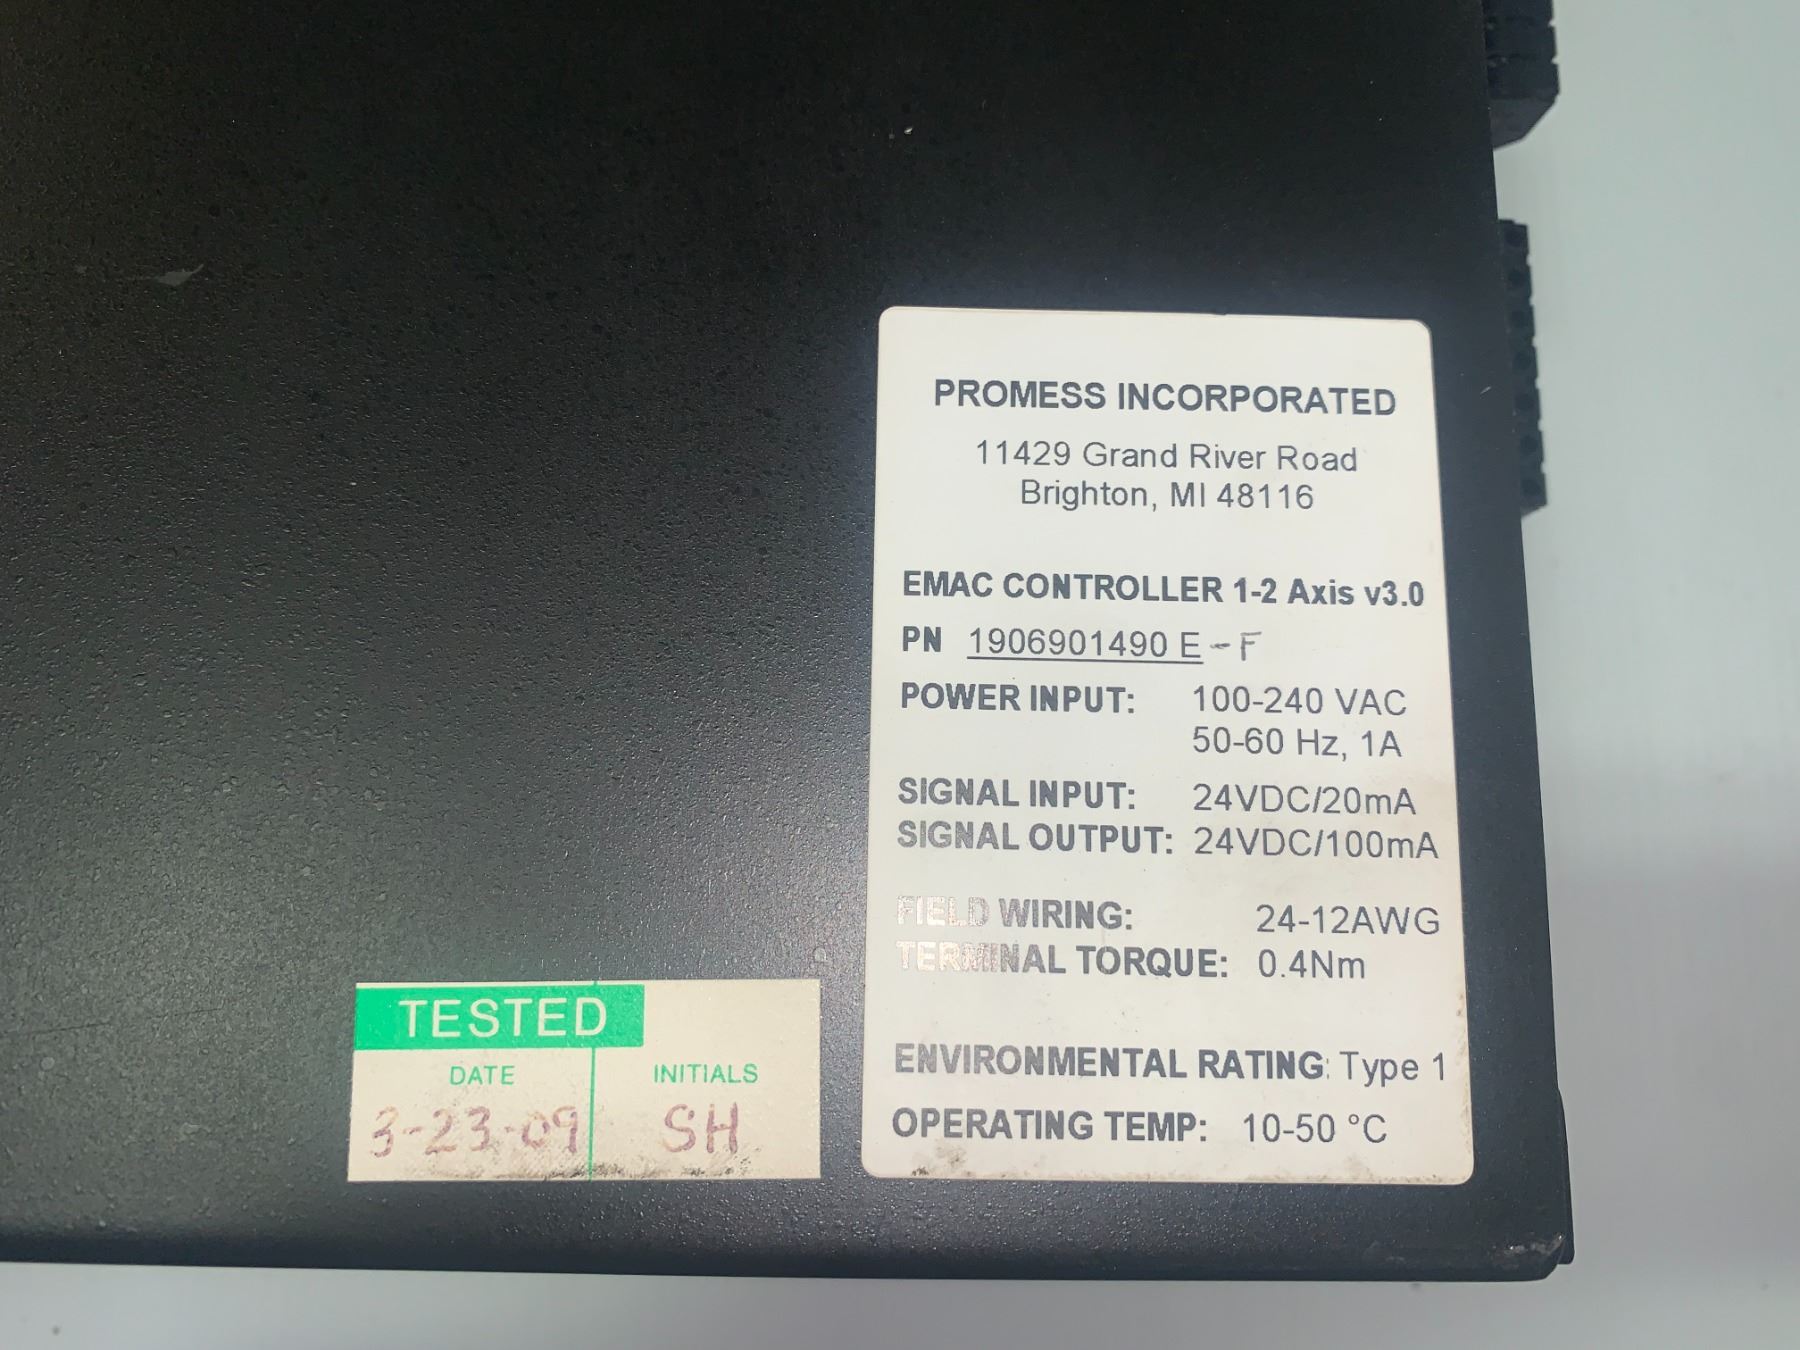 PROMESS INCORPORATED
11429 Grand River Road
Brighton, MI 48116
EMAC CONTROLLER 1-2 Axis v3.0
PN 1906901490 E-F
POWER INPUT: 100-240 VAC
50-60 Hz, 1A
SIGNAL INPUT: 24VDC/20mA
SIGNAL OUTPUT: 24VDC/100mA
FIELD WIRING: 24-12AWG
TERMINAL TORQUE: 0.4Nm
ENVIRONMENTAL RATING: Type 1
OPERATING TEMP: 10-50 °C
TESTED
DATE INITIALS
3-23-09 SH